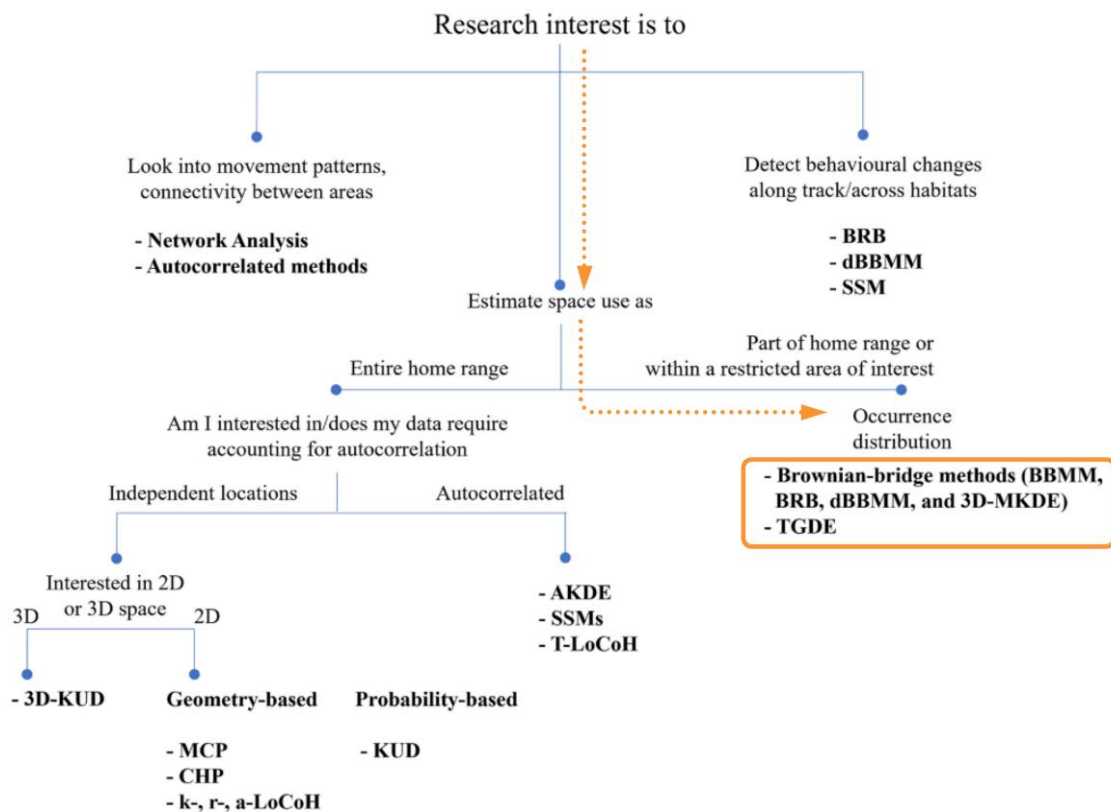 Research interest is to
Look into movement patterns,
connectivity between areas
- Network Analysis
- Autocorrelated methods
Detect behavioural changes
along track/across habitats
- BRB
- dBBMM
- SSM
Estimate space use as
Entire home range
Part of home range or
within a restricted area of interest
Am I interested in/does my data require
accounting for autocorrelation
Occurrence
distribution
- Brownian-bridge methods (BBMM,
BRB, dBBMM, and 3D-MKDE)
- TGDE
Independent locations
Autocorrelated
Interested in 2D
or 3D space
3D
2D
- AKDE
- SSMs
- T-LoCoH
- 3D-KUD
Geometry-based
- MCP
- CHP
- k-, r-, a-LoCoH
Probability-based
- KUD